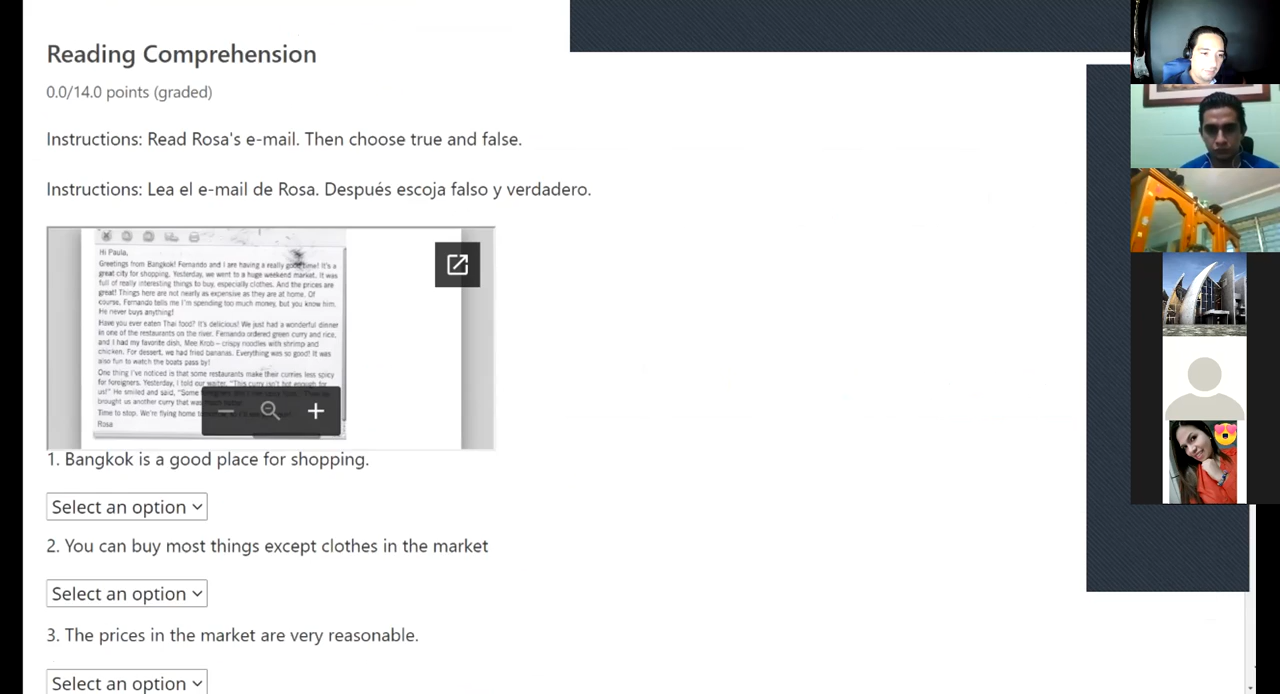 Reading Comprehension
0.0/14.0 points (graded)
Instructions: Read Rosa's e-mail. Then choose true and false.
Instructions: Lea el e-mail de Rosa. Después escoja falso y verdadero.
Hi Paula,
Greetings from Bangkok! Fernando and I are having a really good time! It's a
great city for shopping. Yesterday, we went to a huge weekend market. It was
full of really interesting things to buy, especially clothes. And the prices are
great! Things here are not nearly as expensive as they are at home. Of
course, Fernando tells me I'm spending too much money, but you know him.
He never buys anything!
Have you ever eaten Thai food? It's delicious! We just had a wonderful dinner
in one of the restaurants on the river. Fernando ordered green curry and rice,
and I had my favorite dish, Mee Krob – crispy noodles with shrimp and
chicken. For dessert, we had fried bananas. Everything was so good! It was
also fun to watch the boats pass by!
One thing I've noticed is that some restaurants make their curries less spicy
for foreigners. Yesterday, I told our waiter, "This curry isn't hot enough for
us!" He smiled and said, "Some
brought us another curry that was
Time to stop. We're flying home
Rosa
1. Bangkok is a good place for shopping.
Select an option
2. You can buy most things except clothes in the market
Select an option
3. The prices in the market are very reasonable.
Select an option